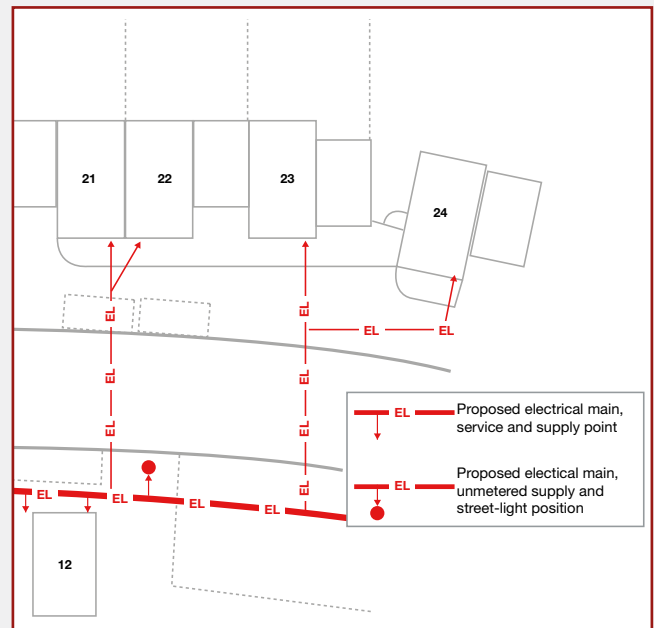 21
22
23
24
EL
EL
EL
EL
EL
EL
EL
EL
EL
EL
EL
EL
EL
12
EL
Proposed electrical main,
service and supply point
EL
Proposed electical main,
unmetered supply and
street-light position